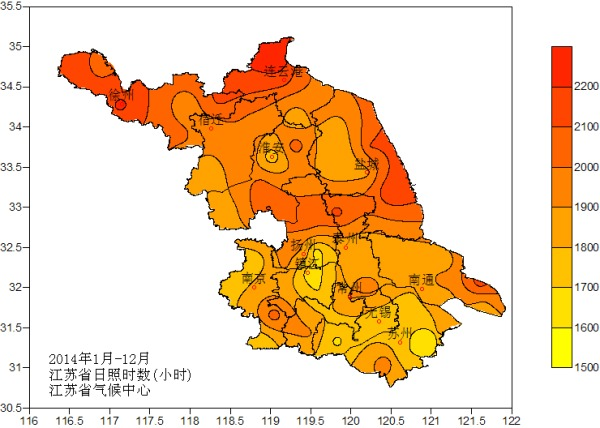 35.5
35
34.5
34
33.5
33
32.5
32
31.5
31
30.5
116
116.5
117
117.5
118
118.5
119
119.5
120
120.5
121
121.5
122
连云港
徐州
宿迁
淮安
盐城
扬州
泰州
镇江
南京
常州
南通
无锡
苏州
2014年1月-12月
江苏省日照时数(小时)
江苏省气候中心
2200
2100
2000
1900
1800
1700
1600
1500